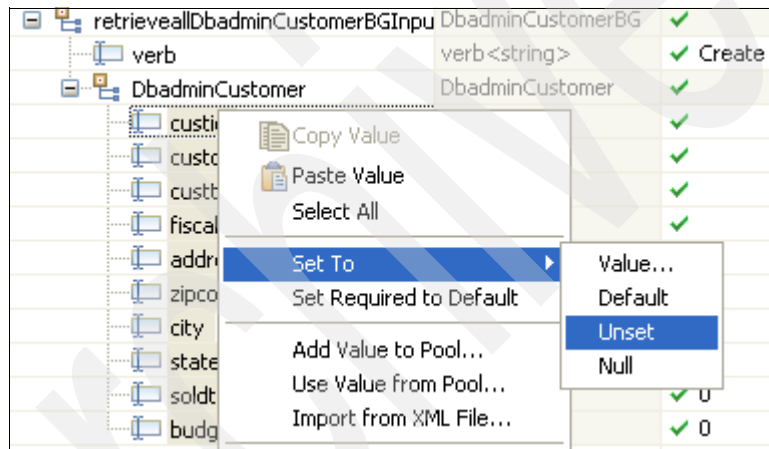 retrieveallDbadminCustomerBGInpu DbadminCustomerBG
verb verb<string> Create
DbadminCustomer DbadminCustomer
custi
Copy Value
custo
Paste Value
custt
Select All
fiscal
addre
Set To
Value...
zipco
Set Required to Default
Default
city
Unset
state
Add Value to Pool...
Null
soldt
Use Value from Pool...
0
budg
Import from XML File...
0